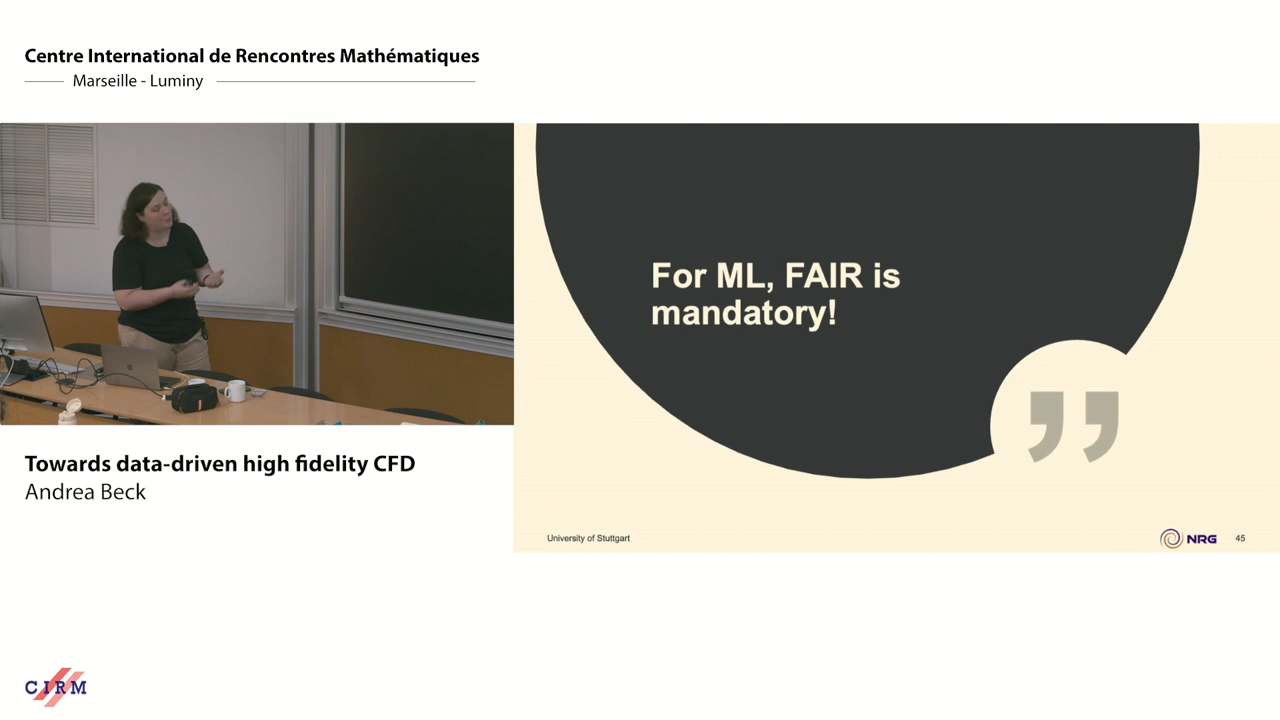 Centre International de Rencontres Mathématiques
Marseille - Luminy
For ML, FAIR is
mandatory!
Towards data-driven high fidelity CFD
Andrea Beck
University of Stuttgart
NRG
45
CIRM